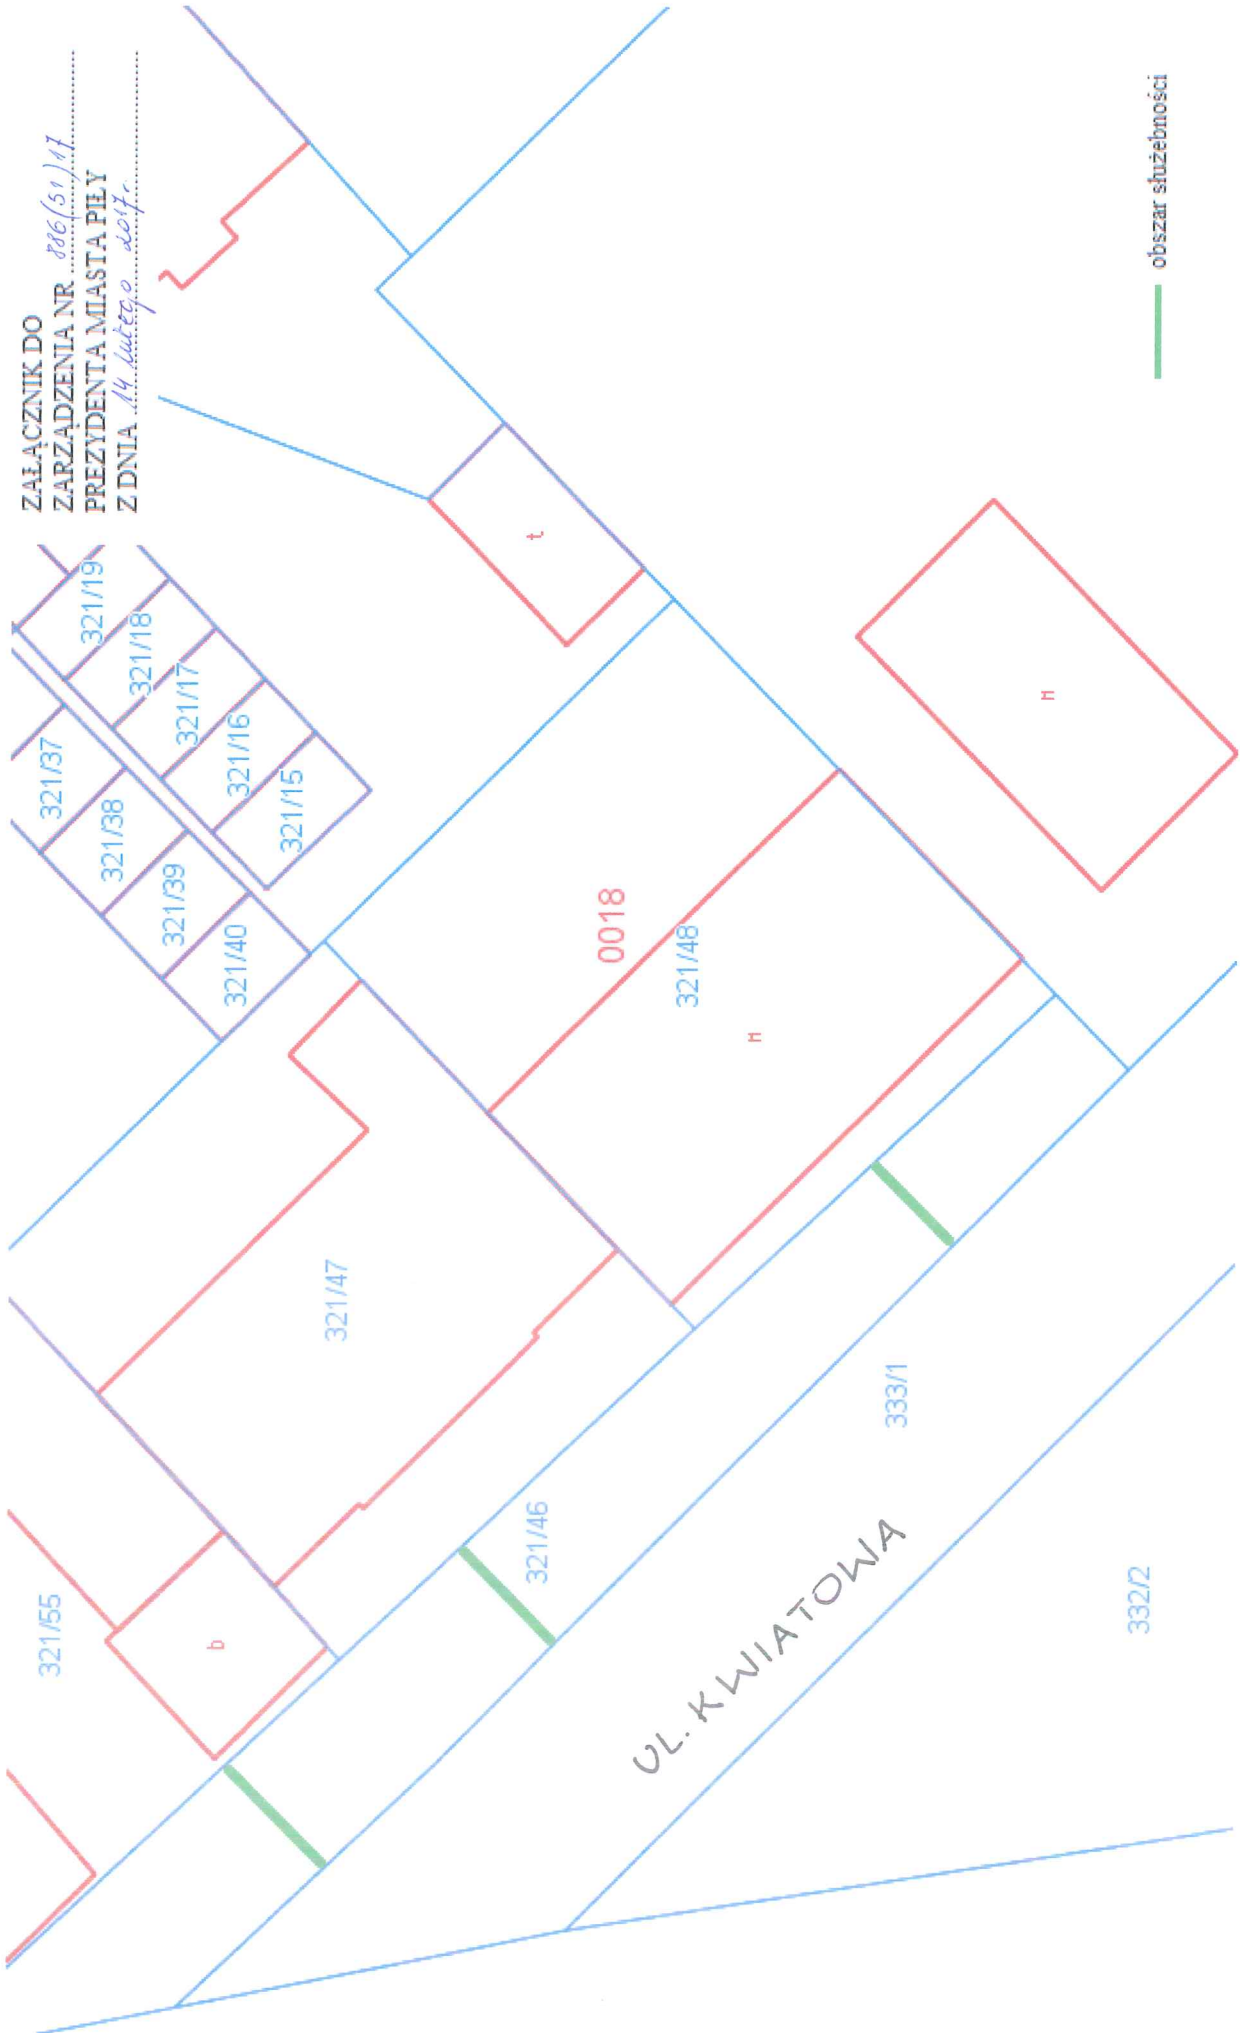 ZAŁĄCZNIK DO
ZARZĄDZENIA NR 886(51)17
PREZYDENTA MIASTA PIŁY
Z DNIA 14 lutego 2017r.
321/19
321/18
321/17
321/16
321/15
321/37
321/38
321/39
321/40
t
0018
321/48
n
n
321/47
321/55
b
321/46
333/1
332/2
UL. KWIATOWA
obszar służebności